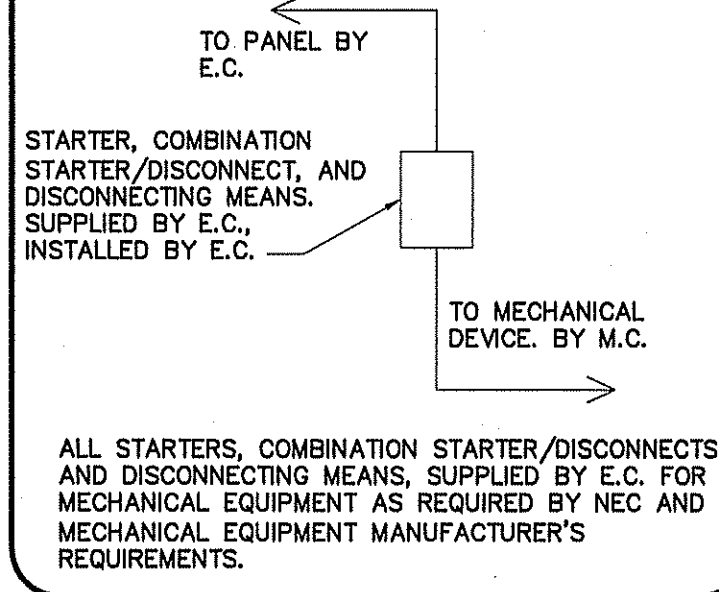 TO PANEL BY
E.C.
STARTER, COMBINATION
STARTER/DISCONNECT, AND
DISCONNECTING MEANS.
SUPPLIED BY E.C.,
INSTALLED BY E.C.
TO MECHANICAL
DEVICE. BY M.C.
ALL STARTERS, COMBINATION STARTER/DISCONNECTS
AND DISCONNECTING MEANS, SUPPLIED BY E.C. FOR
MECHANICAL EQUIPMENT AS REQUIRED BY NEC AND
MECHANICAL EQUIPMENT MANUFACTURER'S
REQUIREMENTS.